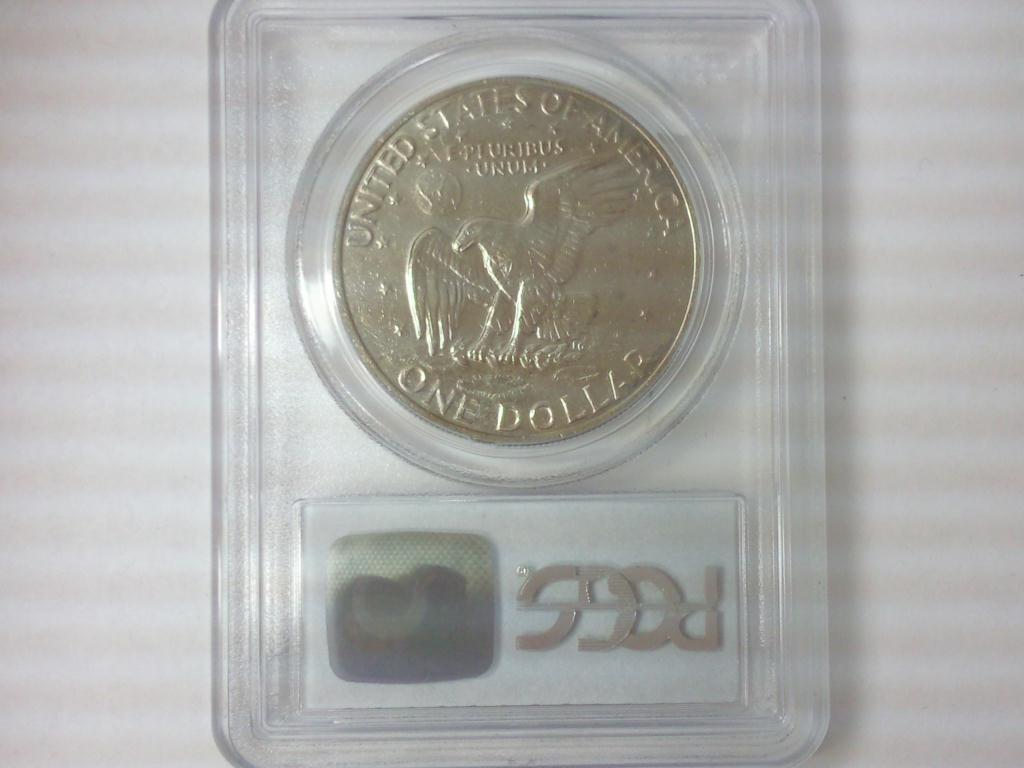 UNITED STATES OF AMERICA
E PLURIBUS
UNUM
ONE DOLLAR
PCGS